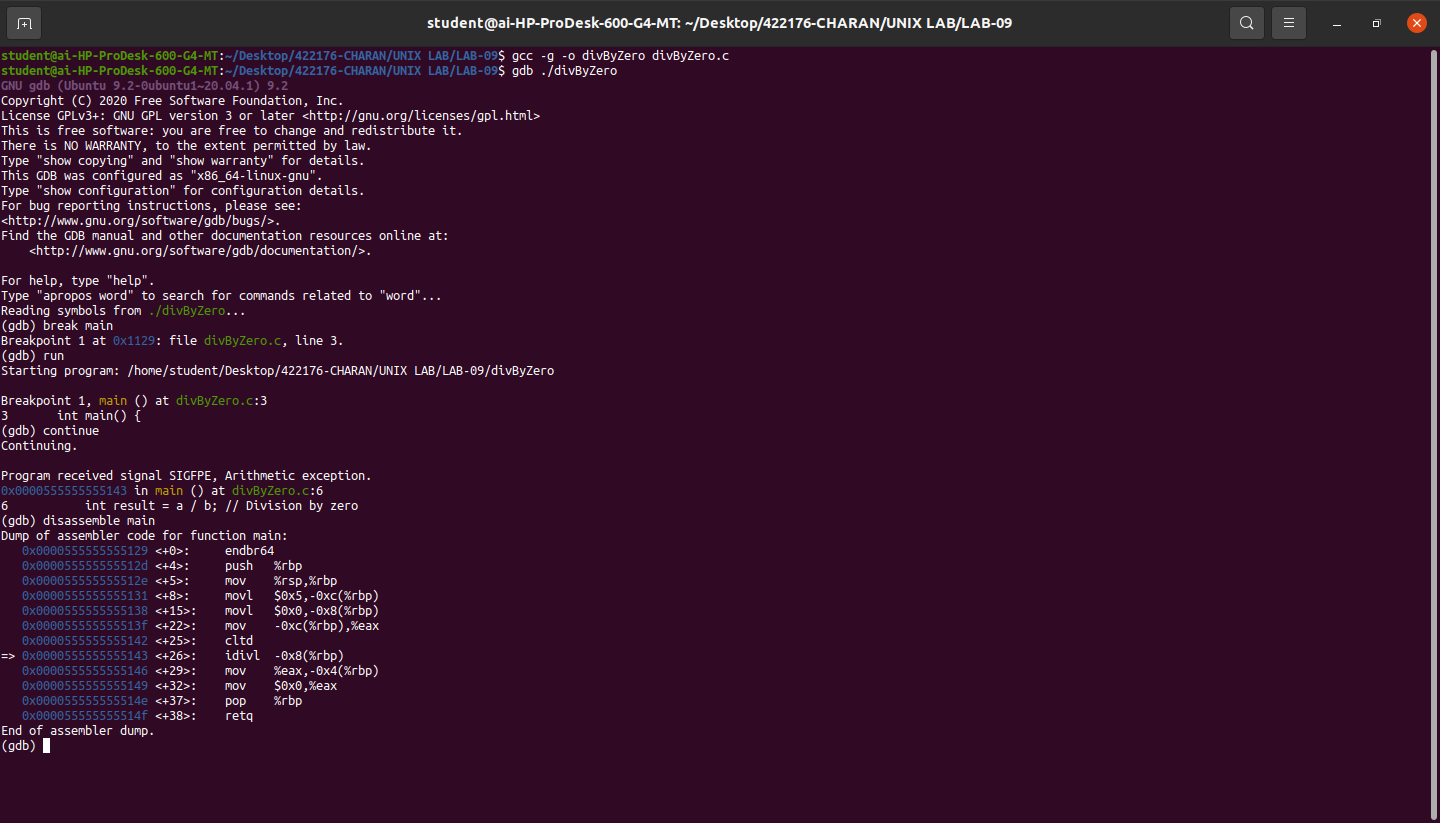 student@ai-HP-ProDesk-600-G4-MT: ~/Desktop/422176-CHARAN/UNIX LAB/LAB-09
student@ai-HP-ProDesk-600-G4-MT:~/Desktop/422176-CHARAN/UNIX LAB/LAB-09$ gcc -g -o divByZero divByZero.c
student@ai-HP-ProDesk-600-G4-MT:~/Desktop/422176-CHARAN/UNIX LAB/LAB-09$ gdb ./divByZero
GNU gdb (Ubuntu 9.2-0ubuntu1~20.04.1) 9.2
Copyright (C) 2020 Free Software Foundation, Inc.
License GPLv3+: GNU GPL version 3 or later <http://gnu.org/licenses/gpl.html>
This is free software: you are free to change and redistribute it.
There is NO WARRANTY, to the extent permitted by law.
Type "show copying" and "show warranty" for details.
This GDB was configured as "x86_64-linux-gnu".
Type "show configuration" for configuration details.
For bug reporting instructions, please see:
<http://www.gnu.org/software/gdb/bugs/>.
Find the GDB manual and other documentation resources online at:
    <http://www.gnu.org/software/gdb/documentation/>.

For help, type "help".
Type "apropos word" to search for commands related to "word"...
Reading symbols from ./divByZero...
(gdb) break main
Breakpoint 1 at 0x1129: file divByZero.c, line 3.
(gdb) run
Starting program: /home/student/Desktop/422176-CHARAN/UNIX LAB/LAB-09/divByZero

Breakpoint 1, main () at divByZero.c:3
3       int main() {
(gdb) continue
Continuing.

Program received signal SIGFPE, Arithmetic exception.
0x0000555555555143 in main () at divByZero.c:6
6           int result = a / b; // Division by zero
(gdb) disassemble main
Dump of assembler code for function main:
   0x0000555555555129 <+0>:     endbr64
   0x000055555555512d <+4>:     push   %rbp
   0x000055555555512e <+5>:     mov    %rsp,%rbp
   0x0000555555555131 <+8>:     movl   $0x5,-0xc(%rbp)
   0x0000555555555138 <+15>:    movl   $0x0,-0x8(%rbp)
   0x000055555555513f <+22>:    mov    -0xc(%rbp),%eax
   0x0000555555555142 <+25>:    cltd
=> 0x0000555555555143 <+26>:    idivl  -0x8(%rbp)
   0x0000555555555146 <+29>:    mov    %eax,-0x4(%rbp)
   0x0000555555555149 <+32>:    mov    $0x0,%eax
   0x000055555555514e <+37>:    pop    %rbp
   0x000055555555514f <+38>:    retq
End of assembler dump.
(gdb)